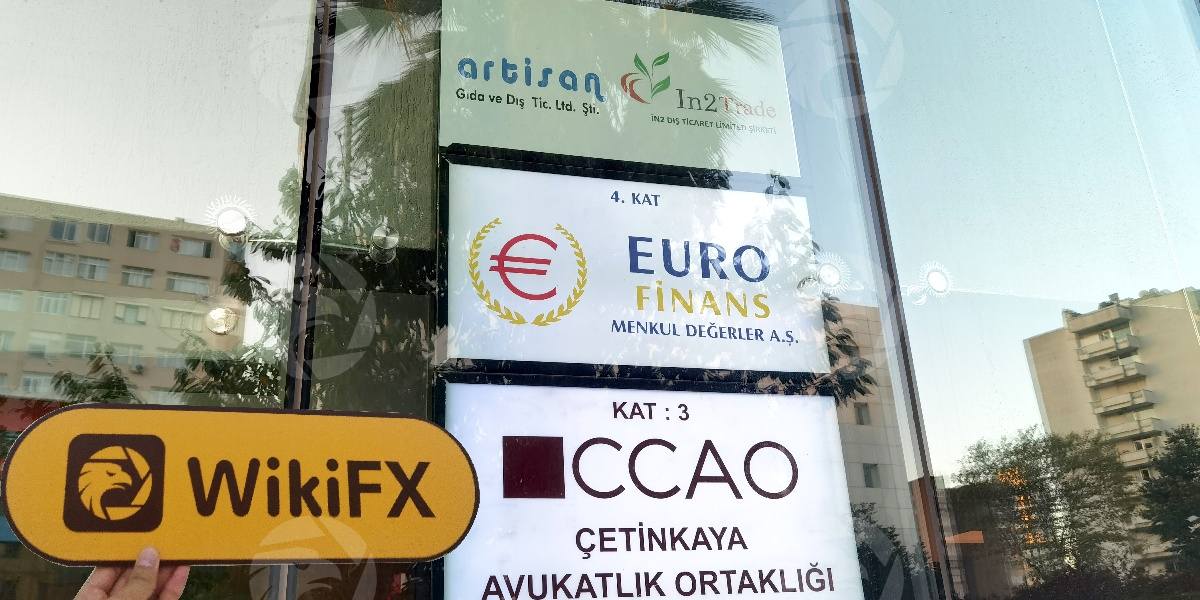 artisan
Gıda ve Dış Tic. Ltd. Şti.
In2Trade
İN2 DIŞ TİCARET LİMİTED ŞİRKETİ
4. KAT
€
EURO
FİNANS
MENKUL DEĞERLER A.Ş.
KAT : 3
CCAO
ÇETİNKAYA
AVUKATLIK ORTAKLIĞI
WikiFX